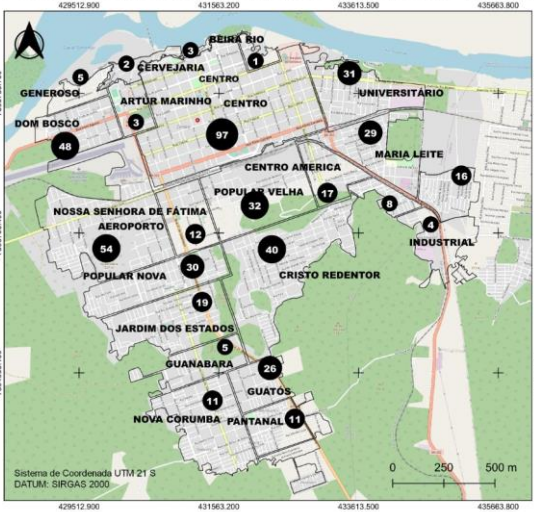 429512.900 431563.200 433613.500 435663.800
BEIRA RIO
3
1
2
CERVEJARIA
5
CENTRO
31
GENEROSO
ARTUR MARINHO
CENTRO
UNIVERSITÁRIO
DOM BOSCO
3
97
29
48
CENTRO AMERICA
MARIA LEITE
16
POPULAR VELHA
17
32
8
NOSSA SENHORA DE FÁTIMA
AEROPORTO
12
4
54
40
INDUSTRIAL
POPULAR NOVA
30
CRISTO REDENTOR
19
JARDIM DOS ESTADOS
5
GUANABARA
26
GUATOS
11
NOVA CORUMBA
PANTANAL
11
Sistema de Coordenada UTM 21 S
DATUM: SIRGAS 2000
0 250 500 m
429512.900 431563.200 433613.500 435663.800